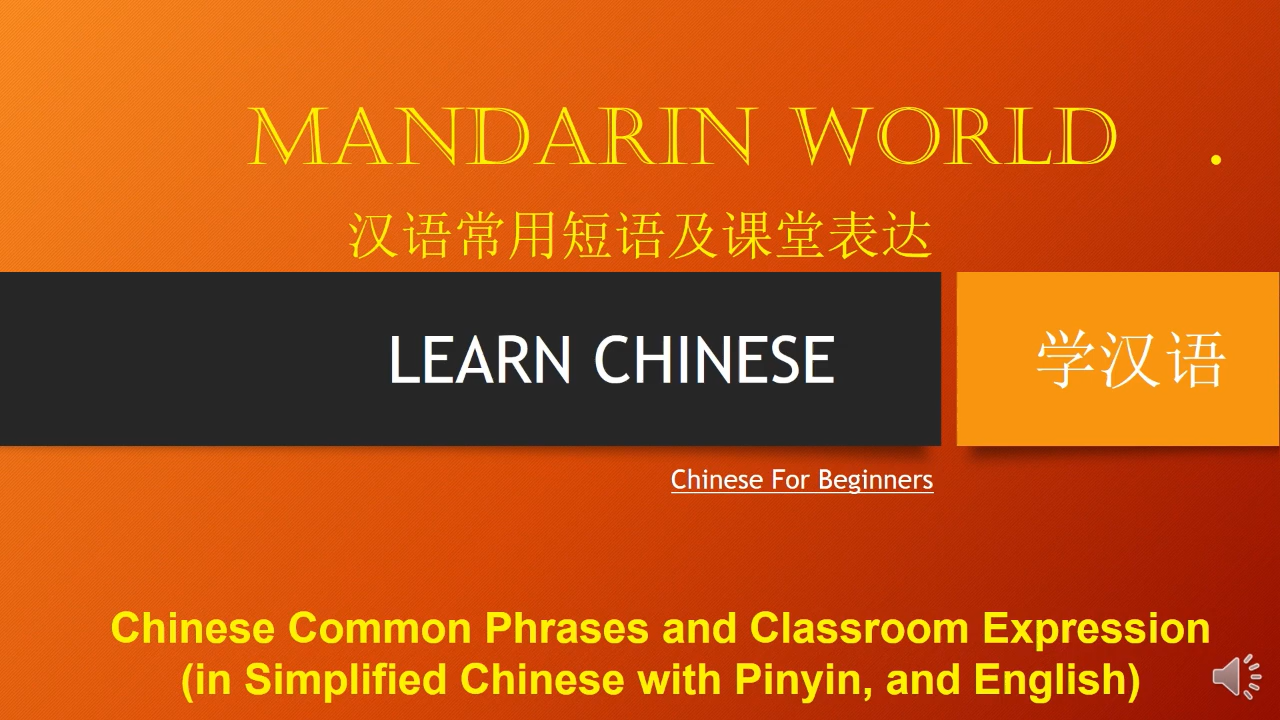 MANDARIN WORLD .
汉语常用短语及课堂表达
LEARN CHINESE
学汉语
Chinese For Beginners
Chinese Common Phrases and Classroom Expression
(in Simplified Chinese with Pinyin, and English)